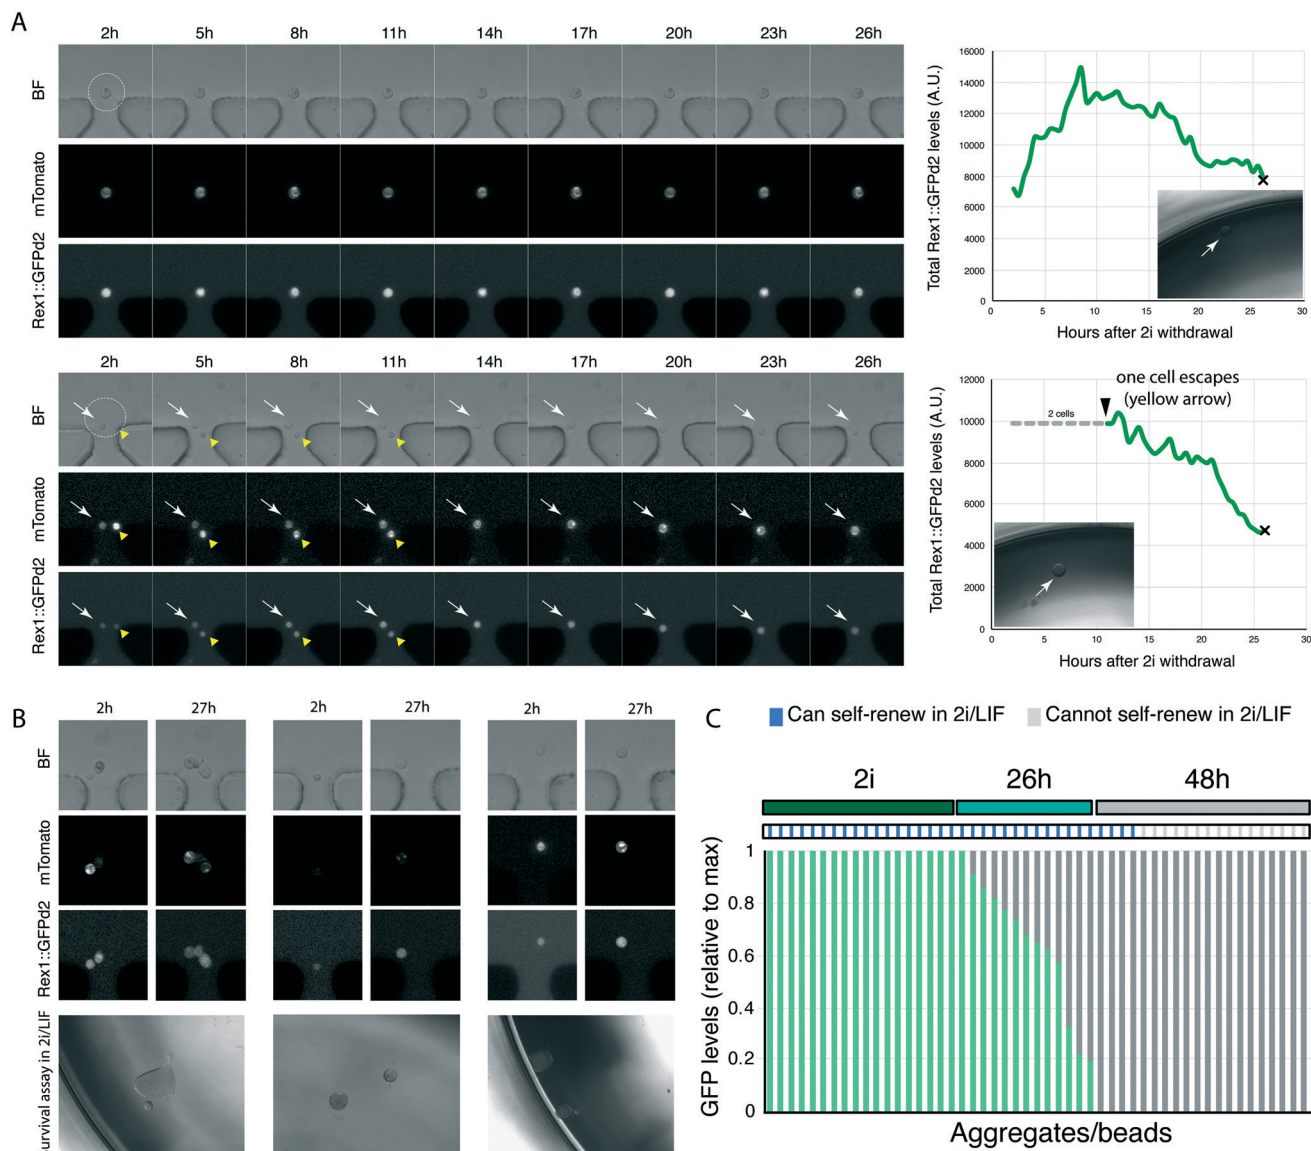 A
2h 5h 8h 11h 14h 17h 20h 23h 26h
BF
mTomato
Rex1::GFPd2
16000
14000
12000
10000
8000
6000
4000
2000
0
Total Rex1::GFPd2 levels (A.U.)
0 5 10 15 20 25 30
Hours after 2i withdrawal
2h 5h 8h 11h 14h 17h 20h 23h 26h
BF
mTomato
Rex1::GFPd2
one cell escapes
(yellow arrow)
2 cells
12000
10000
8000
6000
4000
2000
0
Total Rex1::GFPd2 levels (A.U.)
0 5 10 15 20 25 30
Hours after 2i withdrawal
B
2h 27h 2h 27h 2h 27h
BF
mTomato
Rex1::GFPd2
survival assay in 2i/LIF
C
Can self-renew in 2i/LIF Cannot self-renew in 2i/LIF
2i 26h 48h
1
0.8
0.6
0.4
0.2
0
GFP levels (relative to max)
Aggregates/beads